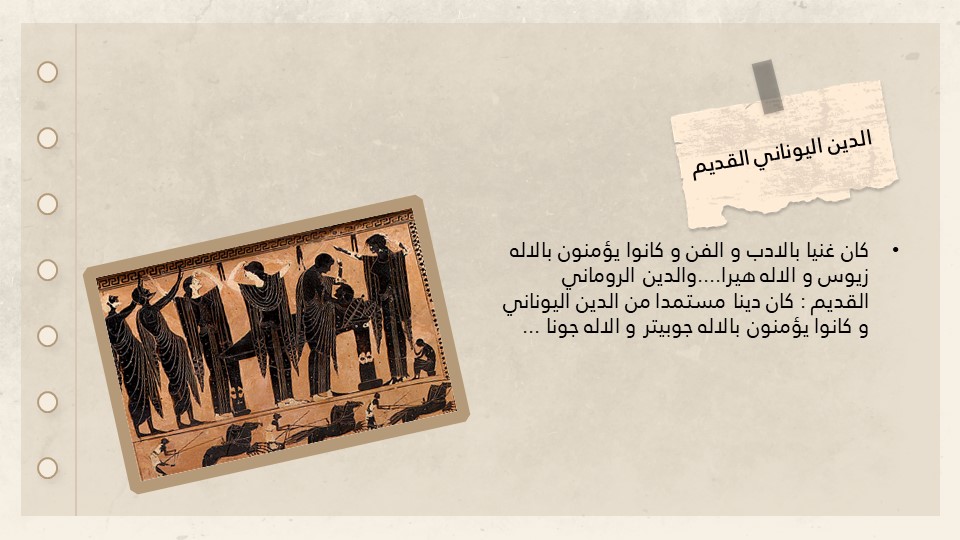 الدين اليوناني القديم
• كان غنيا بالادب و الفن و كانوا يؤمنون بالاله
زيوس و الاله هيرا....والدين الروماني
القديم : كان دينا مستمدا من الدين اليوناني
و كانوا يؤمنون بالاله جوبيتر و الاله جونا ...